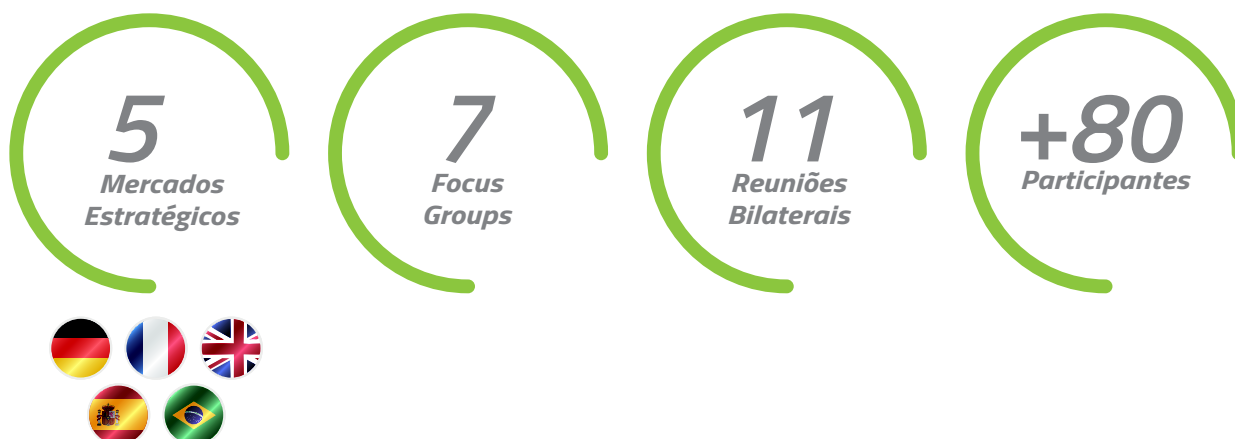 5
Mercados
Estratégicos
7
Focus
Groups
11
Reuniões
Bilaterais
+80
Participantes